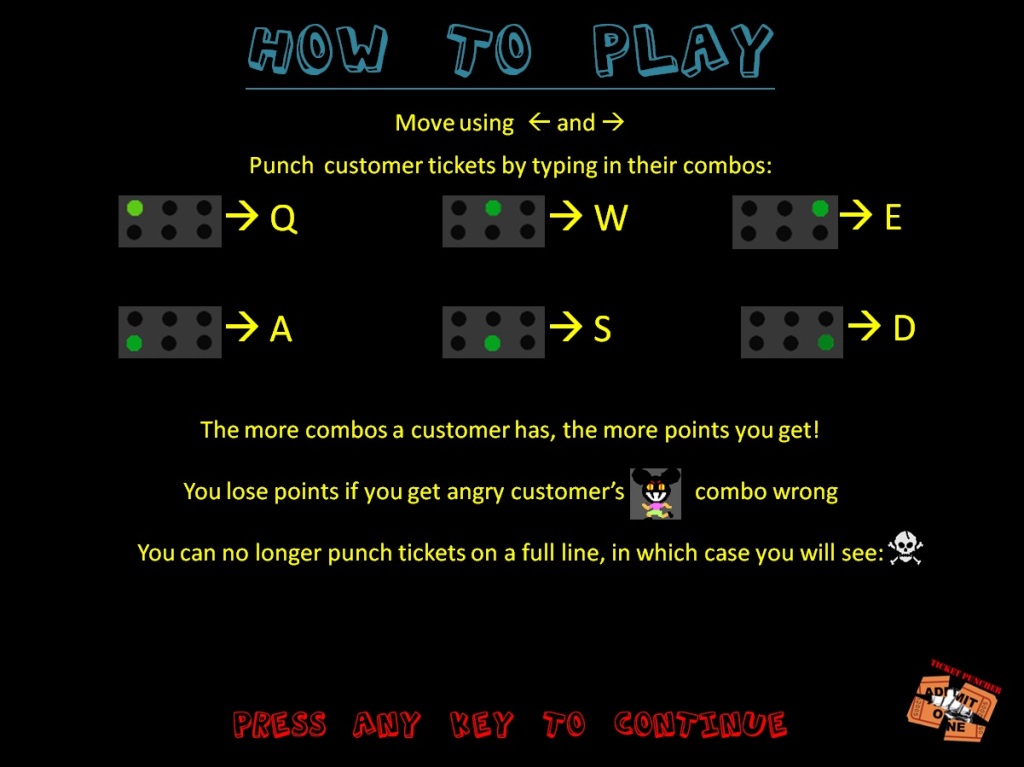 HOW TO PLAY
Move using ← and →
Punch customer tickets by typing in their combos:
→ Q → W → E
→ A → S → D
The more combos a customer has, the more points you get!
You lose points if you get angry customer’s combo wrong
You can no longer punch tickets on a full line, in which case you will see:
TICKET PUNCHER
ADMIT
ONE
PRESS ANY KEY TO CONTINUE